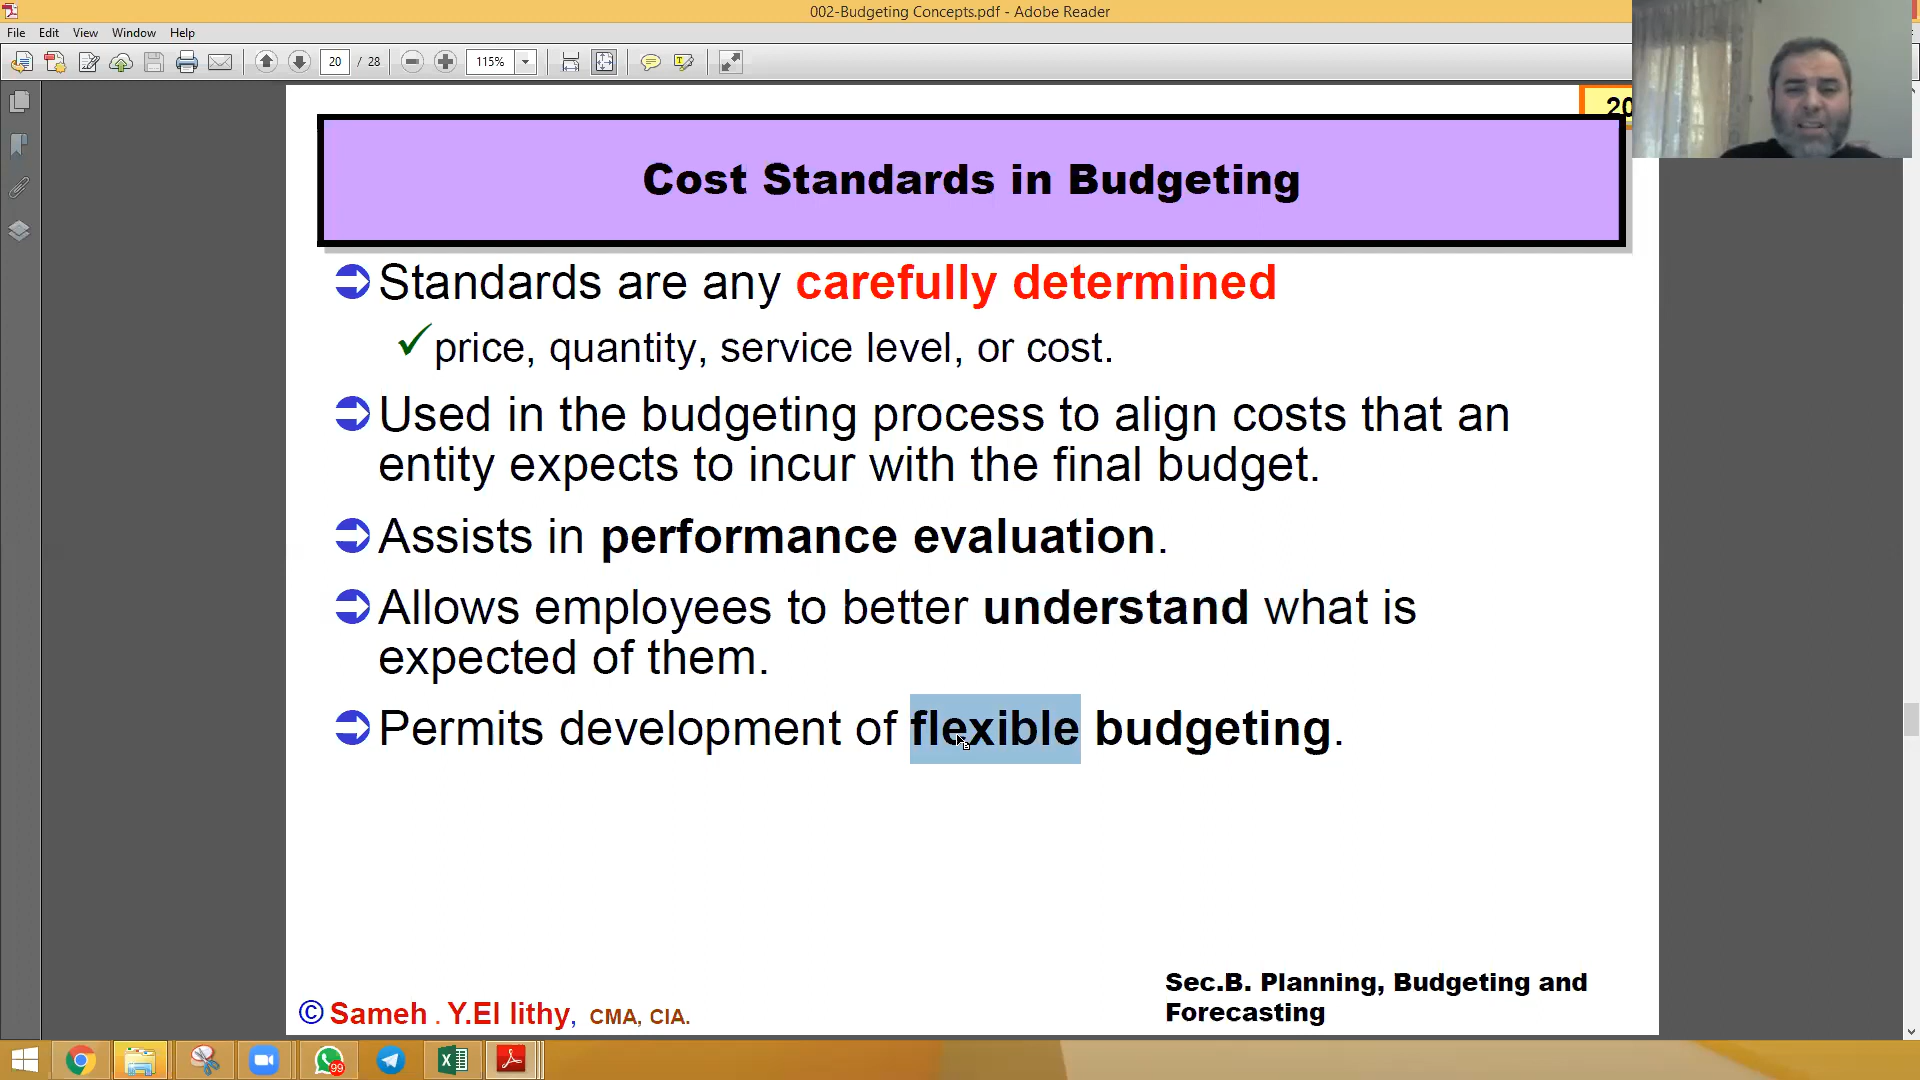 002-Budgeting Concepts.pdf - Adobe Reader
File Edit View Window Help
20 / 28 115%
20
Cost Standards in Budgeting
Standards are any carefully determined
price, quantity, service level, or cost.
Used in the budgeting process to align costs that an
entity expects to incur with the final budget.
Assists in performance evaluation.
Allows employees to better understand what is
expected of them.
Permits development of flexible budgeting.
Sec.B. Planning, Budgeting and
Forecasting
© Sameh . Y.El lithy, CMA, CIA.
99